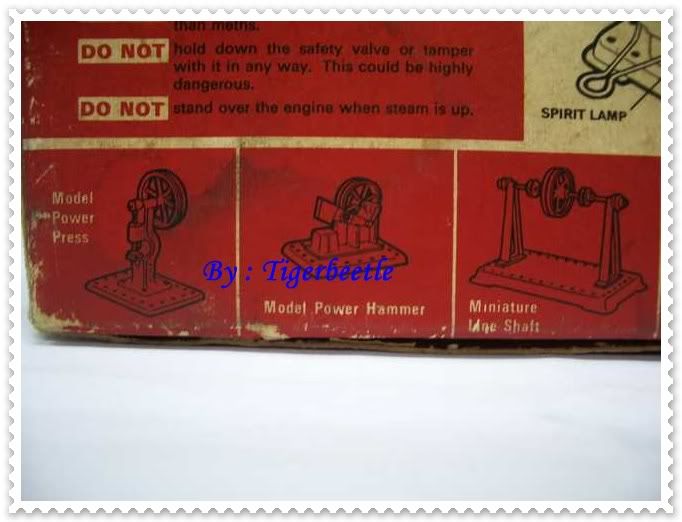 than meths.
DO NOT hold down the safety valve or tamper
with it in any way. This could be highly
dangerous.
DO NOT stand over the engine when steam is up.
SPIRIT LAMP
Model
Power
Press
Model Power Hammer
Miniature
Line Shaft
By : Tigerbeetle